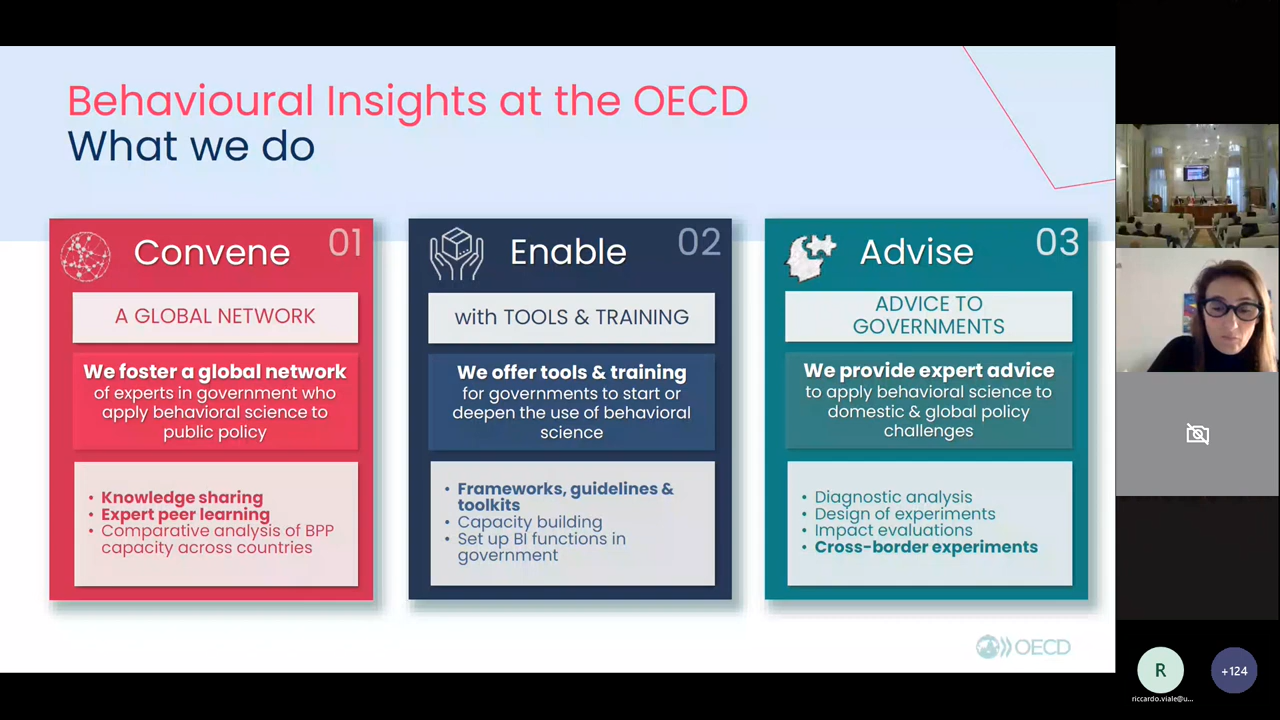 Behavioural Insights at the OECD
What we do
Convene
01
A GLOBAL NETWORK
We foster a global network
of experts in government who
apply behavioral science to
public policy
• Knowledge sharing
• Expert peer learning
• Comparative analysis of BPP
capacity across countries
Enable
02
with TOOLS & TRAINING
We offer tools & training
for governments to start or
deepen the use of behavioral
science
• Frameworks, guidelines &
toolkits
• Capacity building
• Set up BI functions in
government
Advise
03
ADVICE TO
GOVERNMENTS
We provide expert advice
to apply behavioral science to
domestic & global policy
challenges
• Diagnostic analysis
• Design of experiments
• Impact evaluations
• Cross-border experiments
OECD
R
riccardo.viale@u...
+124